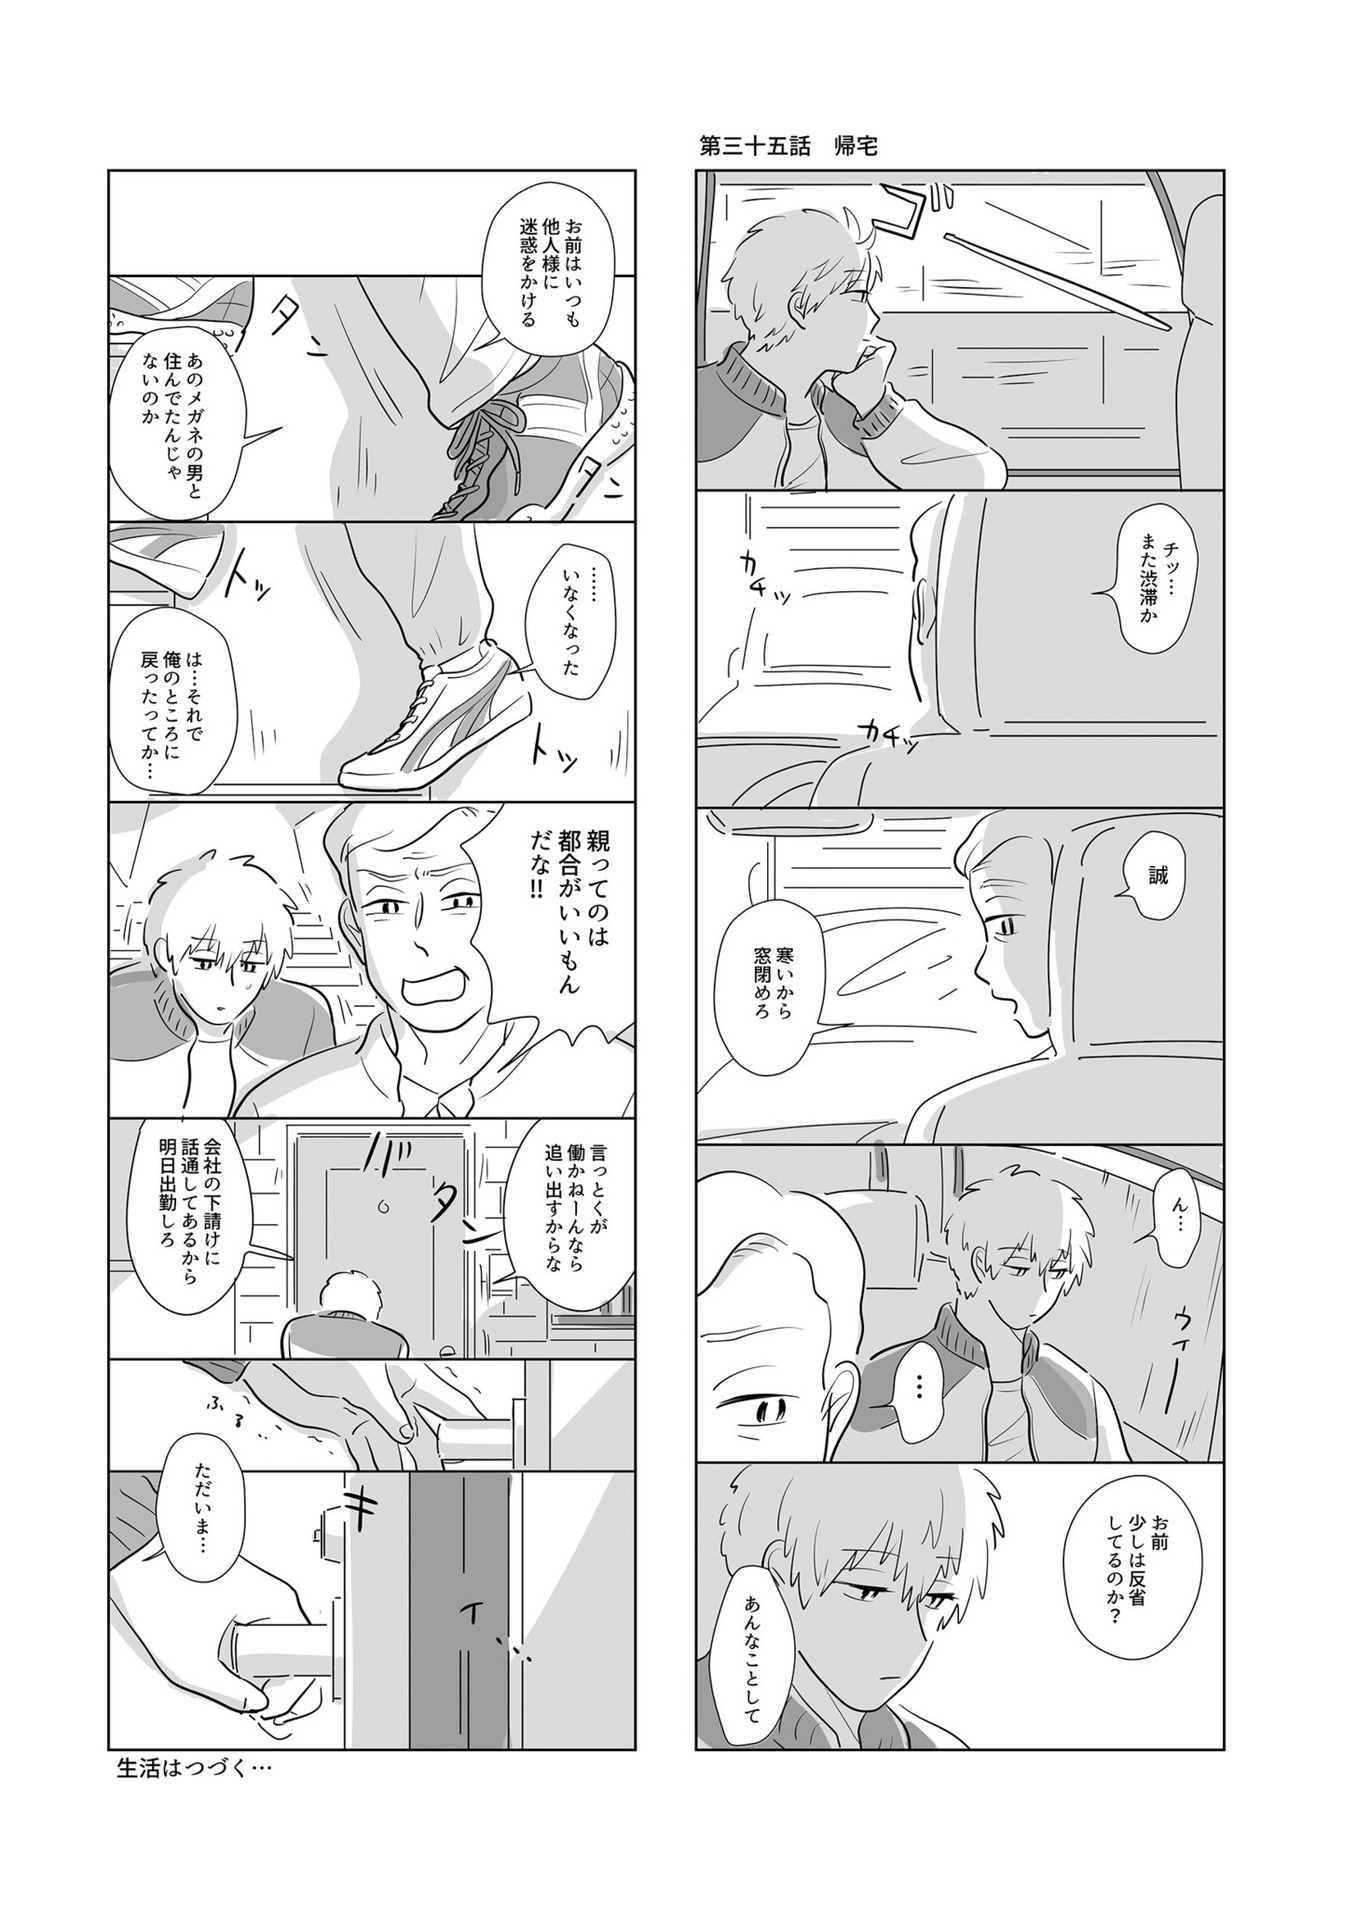 第三十五話　帰宅
ゴ
チッ…
また渋滞か
カチッ
カチッ
誠
寒いから
窓閉めろ
ん…
ウィー
…
お前
少しは反省
してるのか?
あんなことして
お前はいつも
他人様に
迷惑をかける
タン
タン
あのメガネの男と
住んでたんじゃ
ないのか
……
いなくなった
トッ
トッ
は…それで
俺のところに
戻ったってか…
親ってのは
都合がいいもん
だな!!
言っとくが
働かねーんなら
追い出すからな
バタン
会社の下請けに
話通してあるから
明日出勤しろ
ふる
ただいま…
キィ…
生活はつづく…